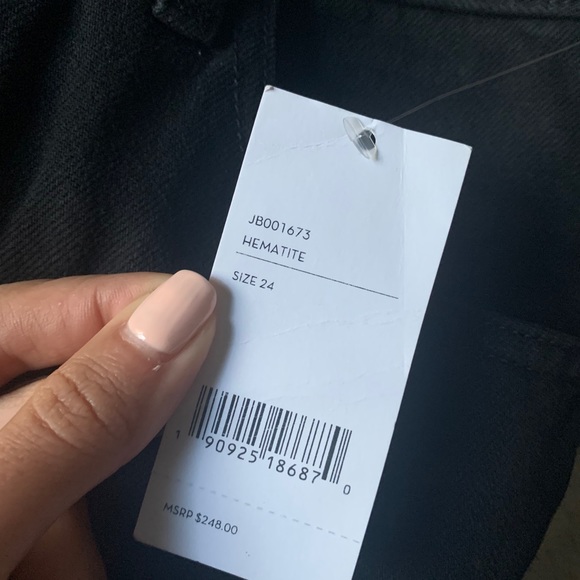 JB001673
HEMATITE
SIZE 24
1 90925 18687 0
MSRP $248.00